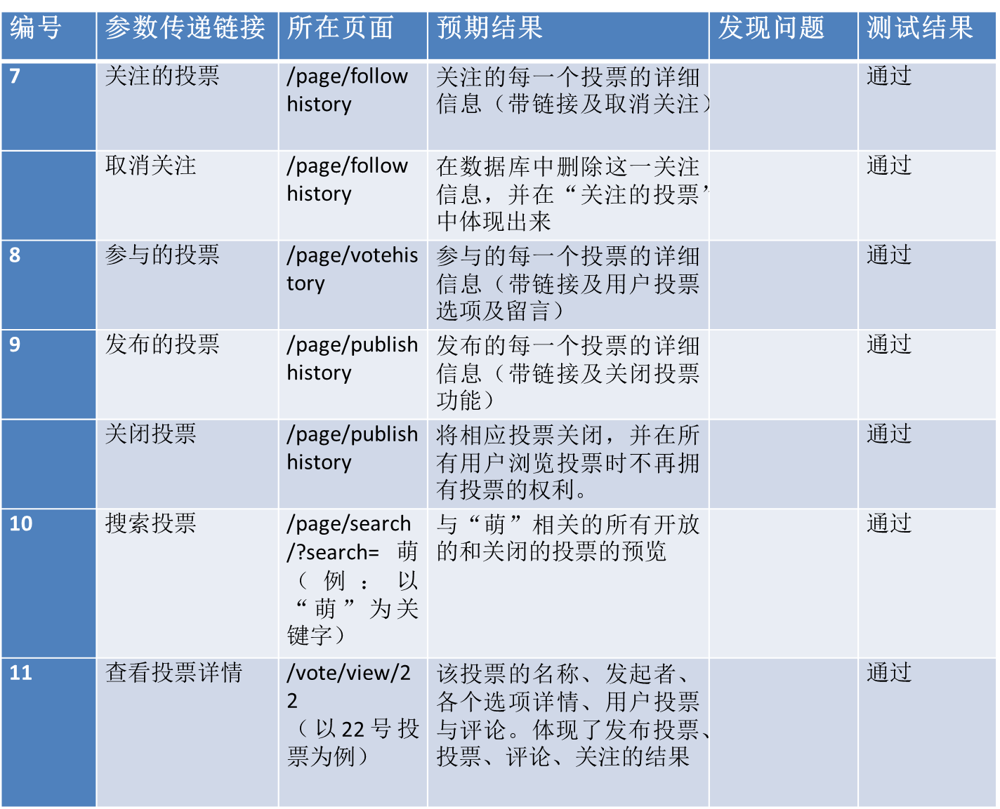 编号 参数传递链接 所在页面 预期结果 发现问题 测试结果
7 关注的投票 /page/follow 关注的每一个投票的详细 通过
history 信息（带链接及取消关注）
取消关注 /page/follow 在数据库中删除这一关注 通过
history 信息，并在“关注的投票”
中体现出来
8 参与的投票 /page/votehis 参与的每一个投票的详细 通过
tory 信息（带链接及用户投票
选项及留言）
9 发布的投票 /page/publish 发布的每一个投票的详细 通过
history 信息（带链接及关闭投票
功能）
关闭投票 /page/publish 将相应投票关闭，并在所 通过
history 有用户浏览投票时不再拥
有投票的权利。
10 搜索投票 /page/search 与“萌”相关的所有开放 通过
/?search= 萌 的和关闭的投票的预览
（例：以
“萌”为关
键字）
11 查看投票详情 /vote/view/2 该投票的名称、发起者、 通过
2 各个选项详情、用户投票
（以22号投 与评论。体现了发布投票、
票为例） 投票、评论、关注的结果